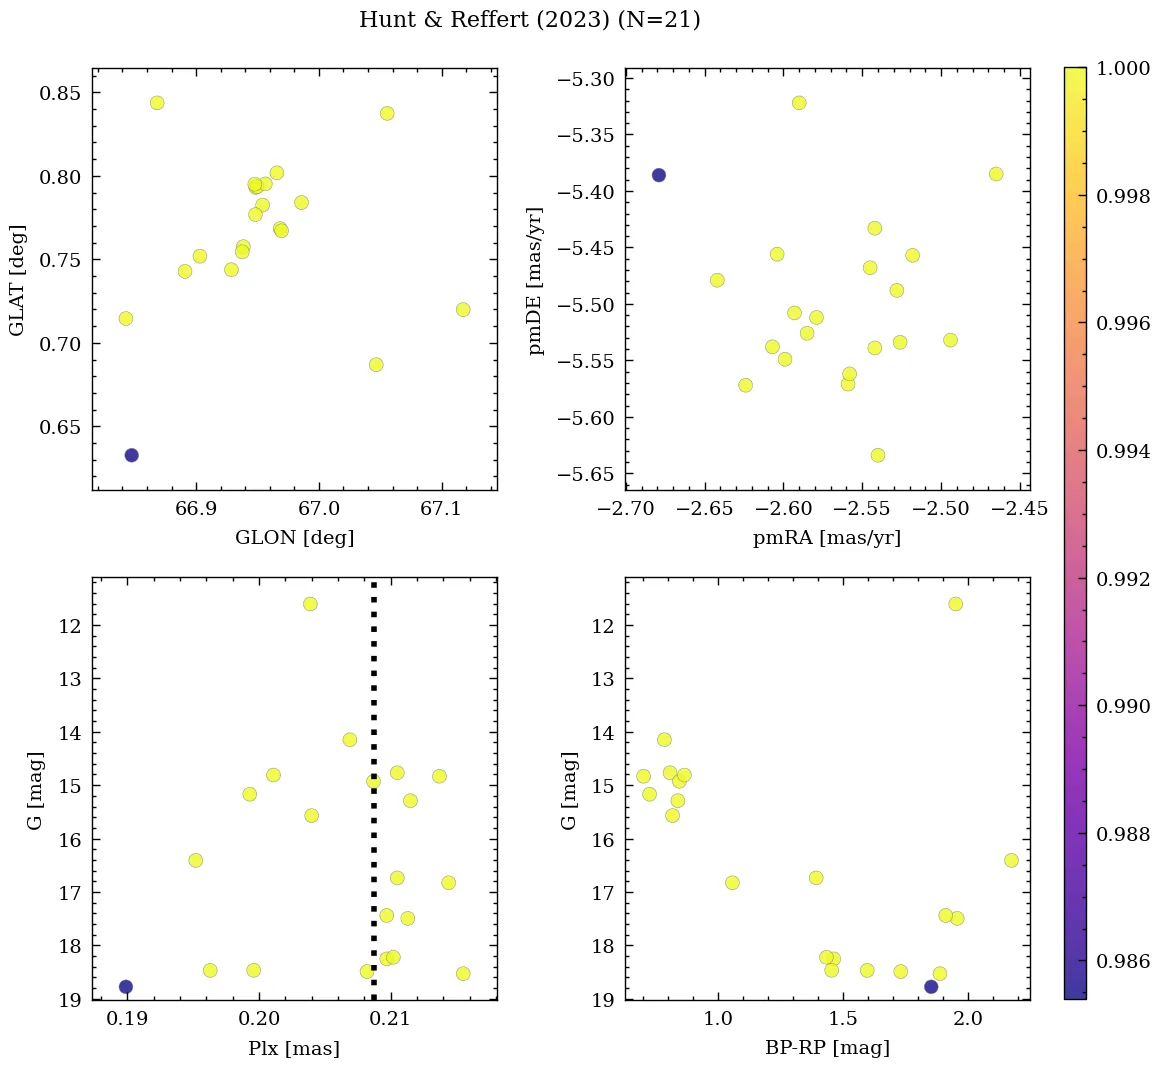 Hunt & Reffert (2023) (N=21)
0.85
0.80
0.75
0.70
0.65
GLAT [deg]
66.9 67.0 67.1
GLON [deg]
−5.30
−5.35
−5.40
−5.45
−5.50
−5.55
−5.60
−5.65
pmDE [mas/yr]
−2.70 −2.65 −2.60 −2.55 −2.50 −2.45
pmRA [mas/yr]
12
13
14
15
16
17
18
19
G [mag]
0.19 0.20 0.21
Plx [mas]
12
13
14
15
16
17
18
19
G [mag]
1.0 1.5 2.0
BP-RP [mag]
1.000
0.998
0.996
0.994
0.992
0.990
0.988
0.986